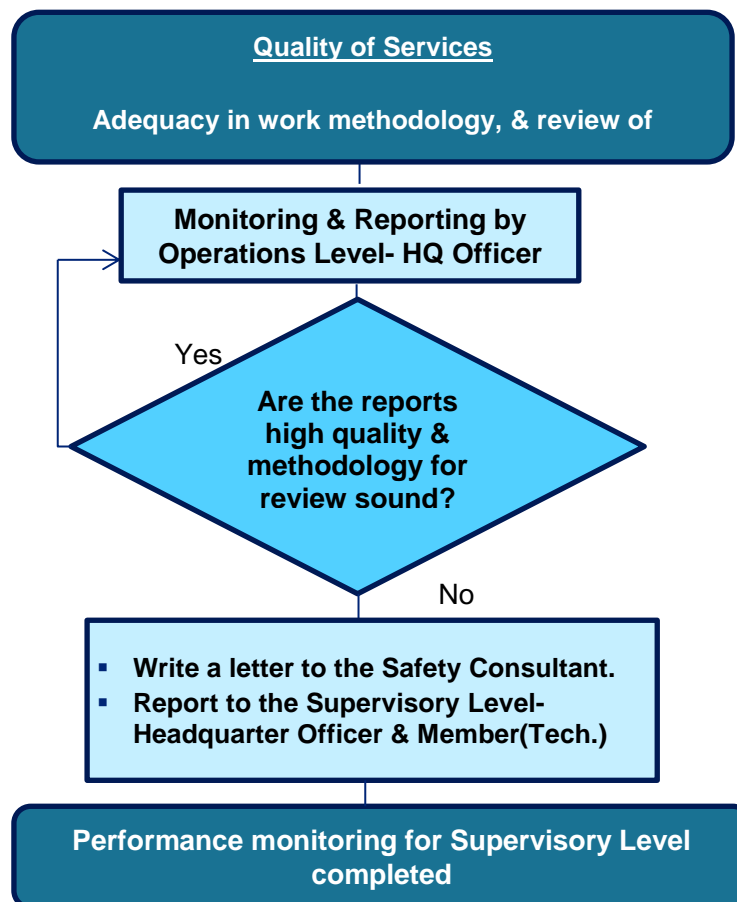 Quality of Services
Adequacy in work methodology, & review of
Monitoring & Reporting by
Operations Level- HQ Officer
Yes
Are the reports
high quality &
methodology for
review sound?
No
▪ Write a letter to the Safety Consultant.
▪ Report to the Supervisory Level-
Headquarter Officer & Member(Tech.)
Performance monitoring for Supervisory Level
completed